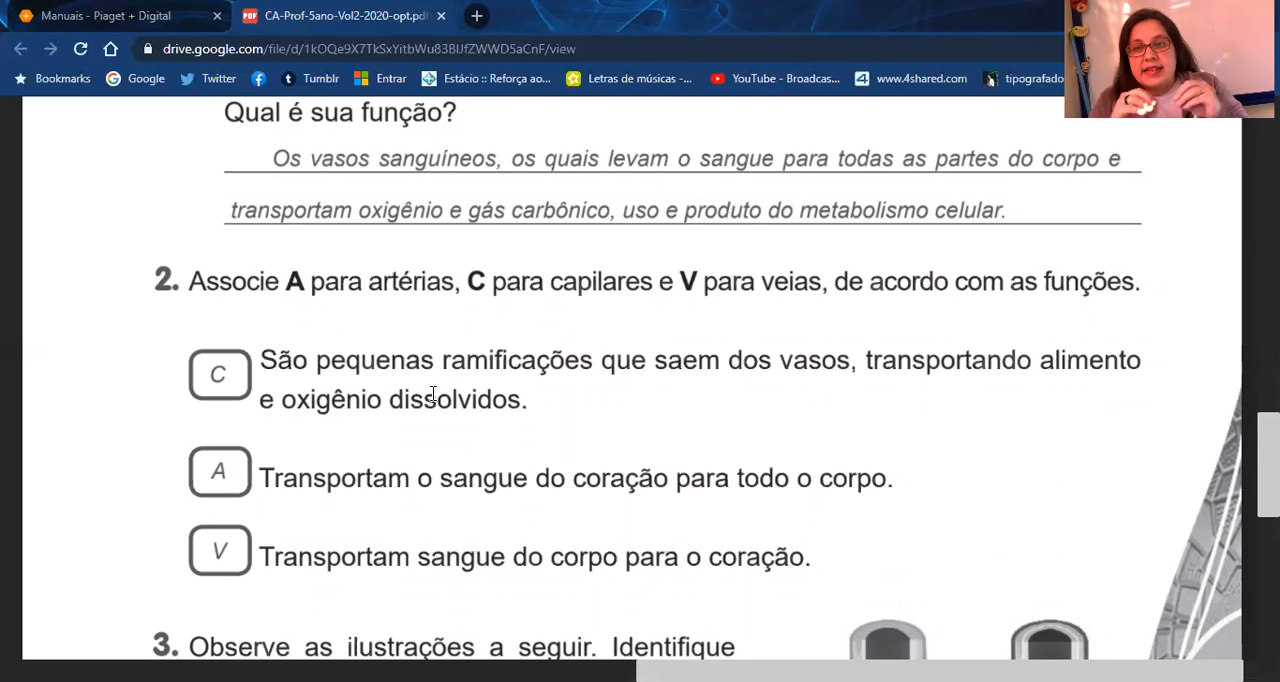 Manuais - Piaget + Digital
CA-Prof-5ano-Vol2-2020-opt.pdf
drive.google.com/file/d/1kOQe9X7TkSxYitbWu83BIJfZWWD5aCnF/view
Bookmarks Google Twitter Tumblr Entrar Estácio :: Reforça ao... Letras de músicas -... YouTube - Broadcas... www.4shared.com tipografado
Qual é sua função?
Os vasos sanguíneos, os quais levam o sangue para todas as partes do corpo e
transportam oxigênio e gás carbônico, uso e produto do metabolismo celular.
2. Associe A para artérias, C para capilares e V para veias, de acordo com as funções.
C São pequenas ramificações que saem dos vasos, transportando alimento
e oxigênio dissolvidos.
A Transportam o sangue do coração para todo o corpo.
V Transportam sangue do corpo para o coração.
3. Observe as ilustrações a seguir. Identifique